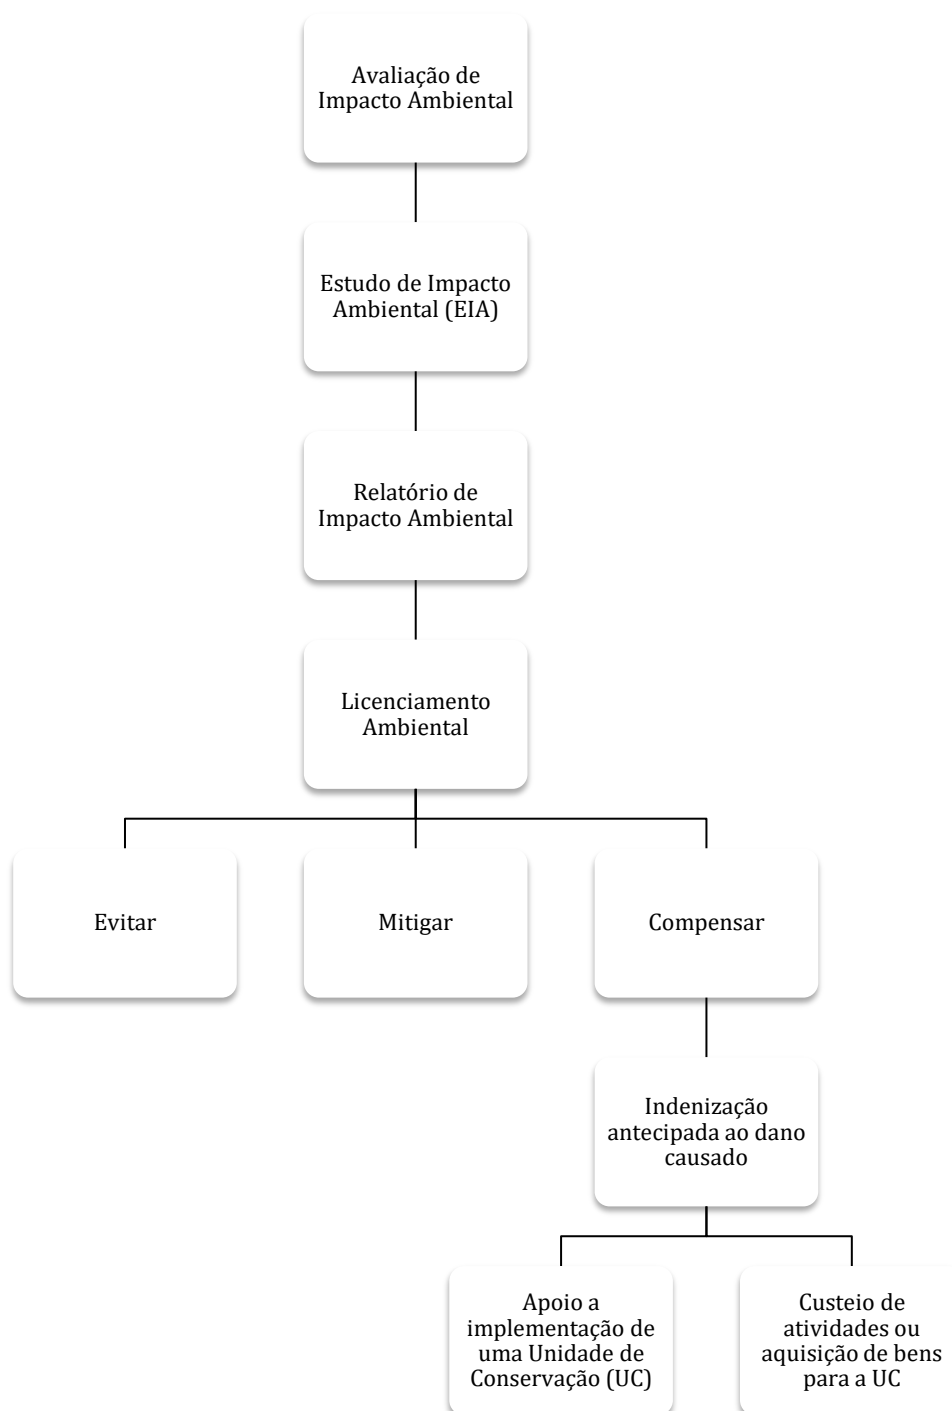 Avaliação de
Impacto Ambiental
Estudo de Impacto
Ambiental (EIA)
Relatório de
Impacto Ambiental
Licenciamento
Ambiental
Evitar
Mitigar
Compensar
Indenização
antecipada ao dano
causado
Apoio a
implementação de
uma Unidade de
Conservação (UC)
Custeio de
atividades ou
aquisição de bens
para a UC